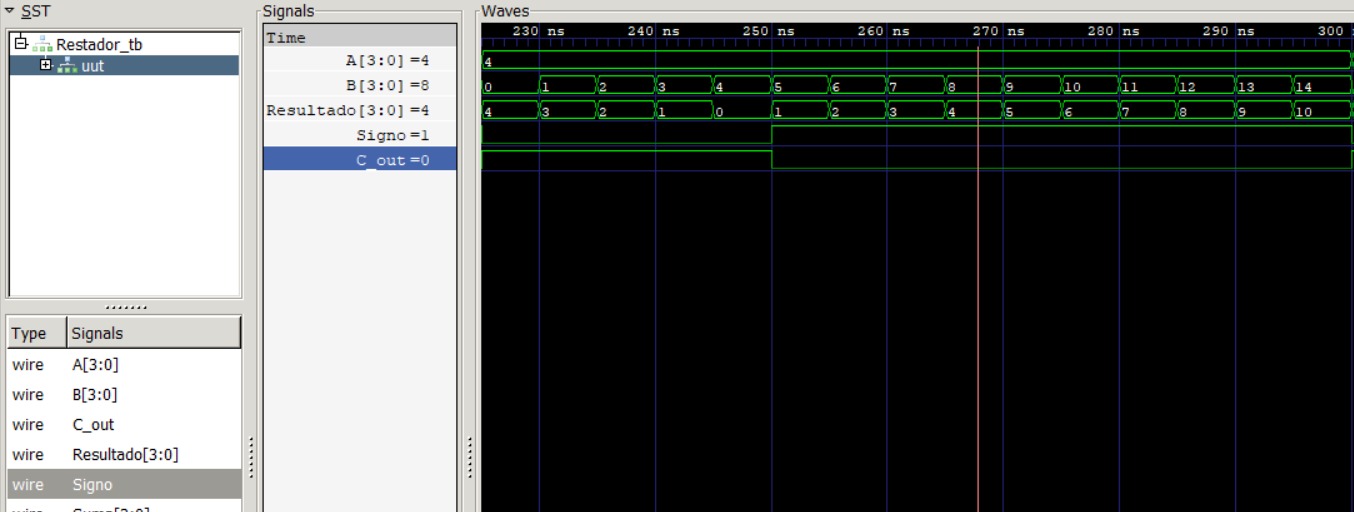 SST
Restador_tb
uut
Type Signals
wire A[3:0]
wire B[3:0]
wire C_out
wire Resultado[3:0]
wire Signo
Signals
Time
A[3:0] =4
B[3:0] =8
Resultado[3:0] =4
Signo =1
C_out =0
Waves
230 ns 240 ns 250 ns 260 ns 270 ns 280 ns 290 ns 300
4
0 1 2 3 4 5 6 7 8 9 10 11 12 13 14
4 3 2 1 0 1 2 3 4 5 6 7 8 9 10